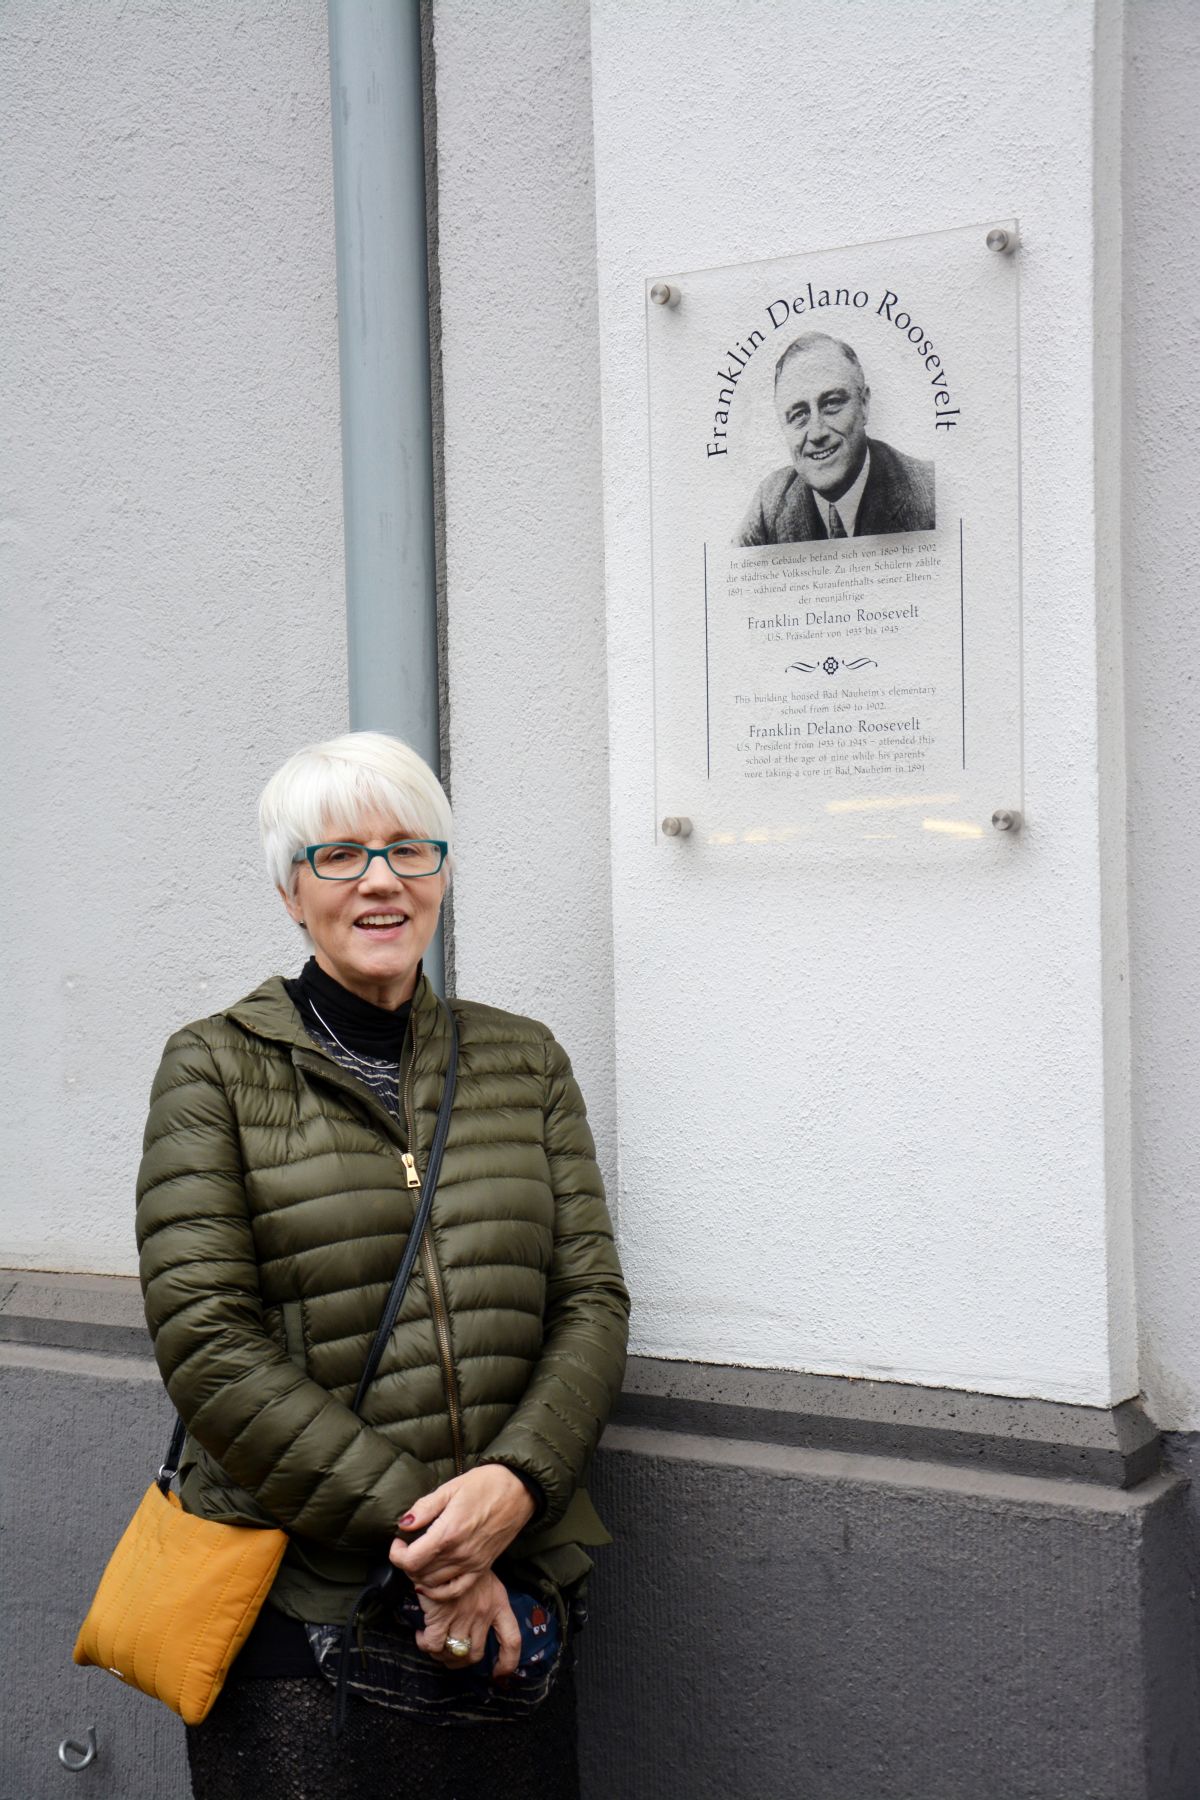 Franklin Delano Roosevelt
In diesem Gebäude befand sich von 1869 bis 1902
die städtische Volksschule. Zu ihren Schülern zählte
1891 – während eines Kuraufenthalts seiner Eltern –
der neunjährige
Franklin Delano Roosevelt
U.S. Präsident von 1933 bis 1945
This building housed Bad Nauheim's elementary
school from 1869 to 1902.
Franklin Delano Roosevelt
U.S. President from 1933 to 1945 – attended this
school at the age of nine while his parents
were taking a cure in Bad Nauheim in 1891